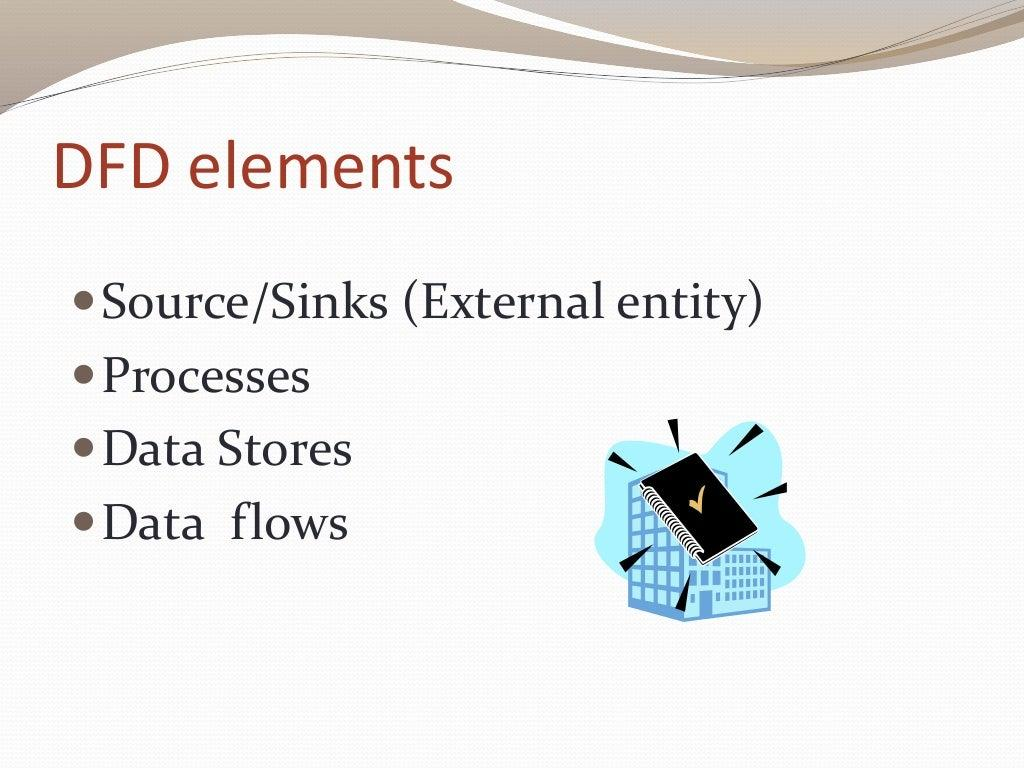 DFD elements
•Source/Sinks (External entity)
•Processes
•Data Stores
•Data  flows